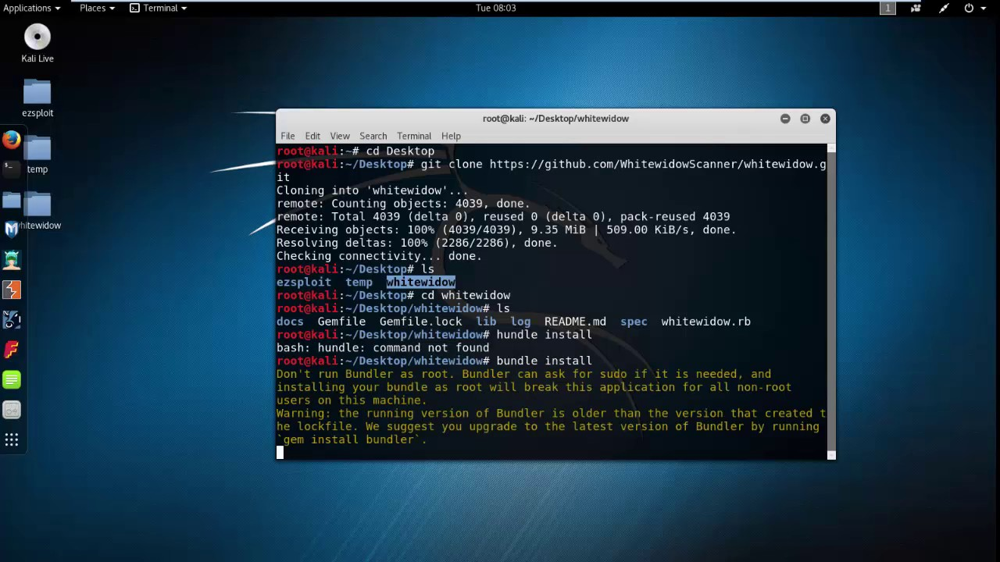 Applications Places Terminal Tue 08:03 1
Kali Live
ezsploit
temp
whitewidow
root@kali: ~/Desktop/whitewidow
File Edit View Search Terminal Help
root@kali:~# cd Desktop
root@kali:~/Desktop# git clone https://github.com/WhitewidowScanner/whitewidow.g
it
Cloning into 'whitewidow'...
remote: Counting objects: 4039, done.
remote: Total 4039 (delta 0), reused 0 (delta 0), pack-reused 4039
Receiving objects: 100% (4039/4039), 9.35 MiB | 509.00 KiB/s, done.
Resolving deltas: 100% (2286/2286), done.
Checking connectivity... done.
root@kali:~/Desktop# ls
ezsploit temp whitewidow
root@kali:~/Desktop# cd whitewidow
root@kali:~/Desktop/whitewidow# ls
docs Gemfile Gemfile.lock lib log README.md spec whitewidow.rb
root@kali:~/Desktop/whitewidow# hundle install
bash: hundle: command not found
root@kali:~/Desktop/whitewidow# bundle install
Don't run Bundler as root. Bundler can ask for sudo if it is needed, and
installing your bundle as root will break this application for all non-root
users on this machine.
Warning: the running version of Bundler is older than the version that created t
he lockfile. We suggest you upgrade to the latest version of Bundler by running
`gem install bundler`.